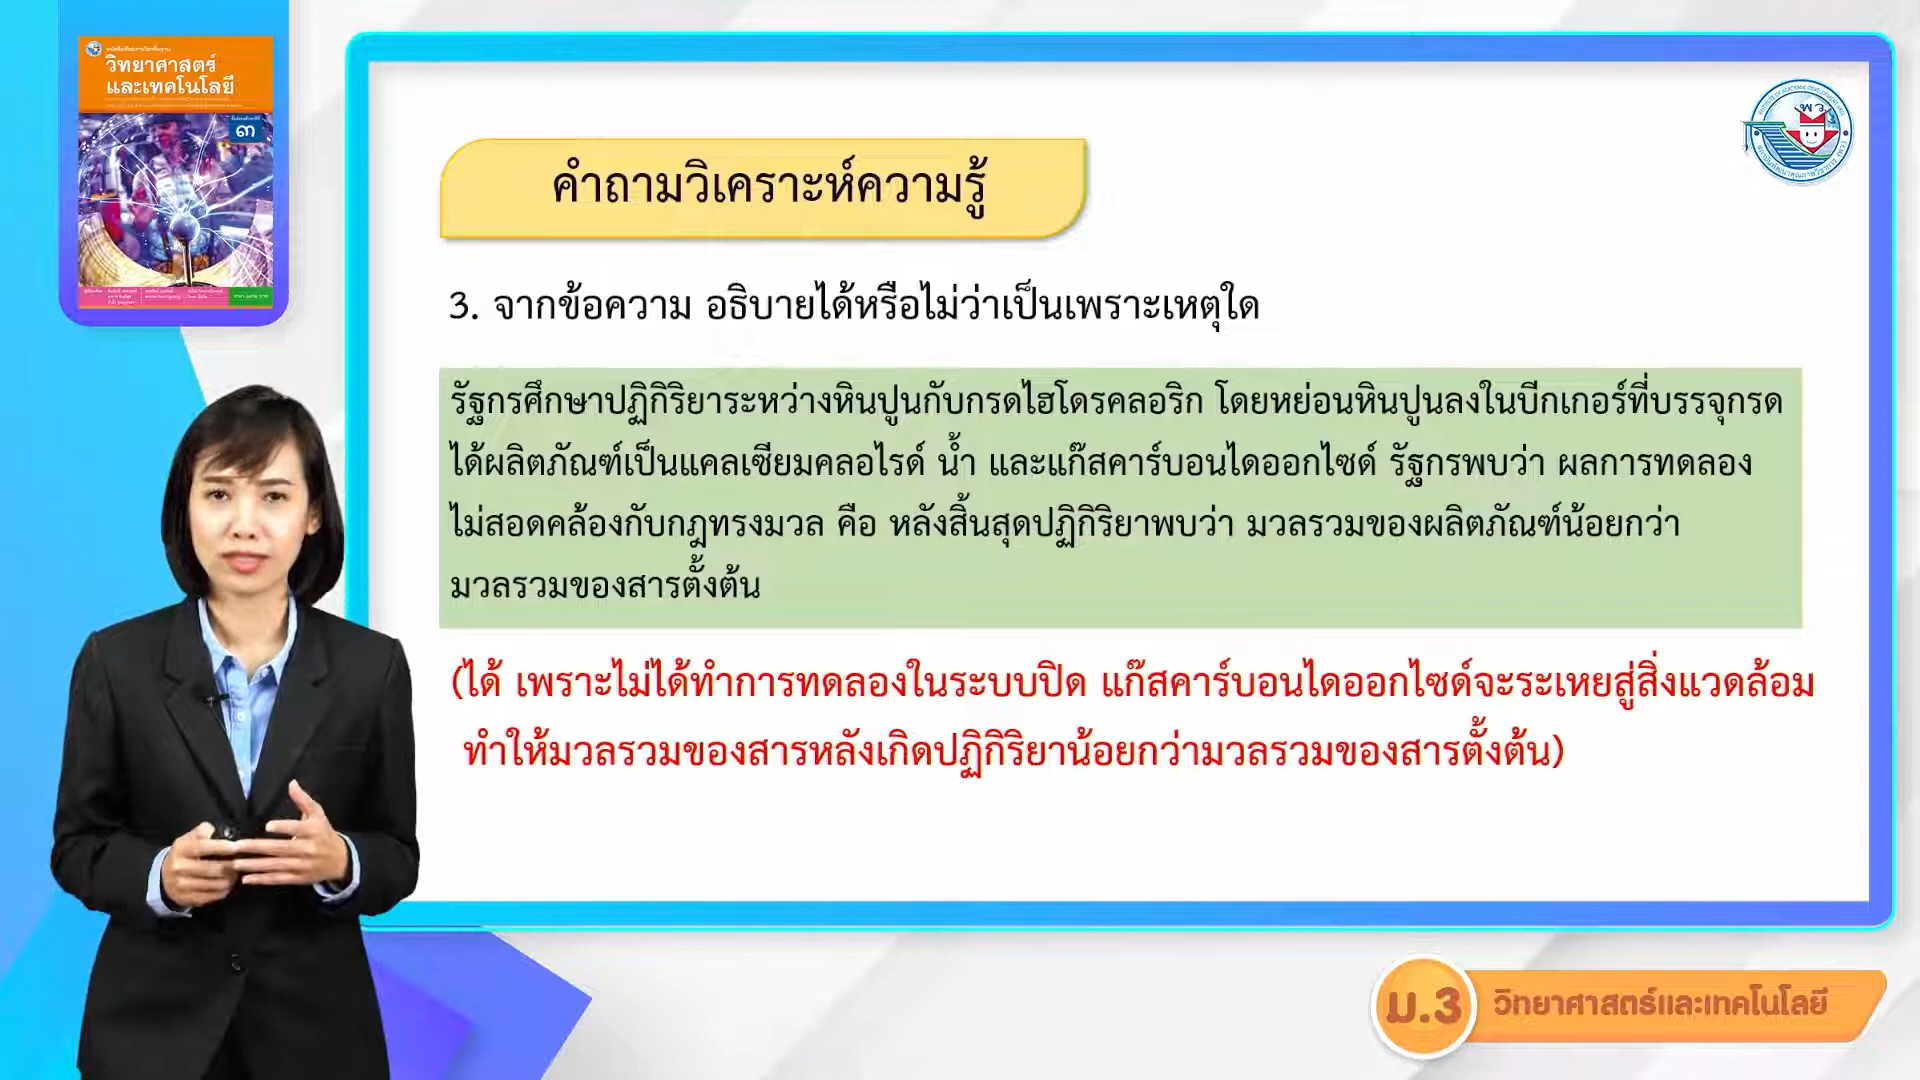 วิทยาศาสตร์
และเทคโนโลยี
๓
พว
คำถามวิเคราะห์ความรู้
3. จากข้อความ อธิบายได้หรือไม่ว่าเป็นเพราะเหตุใด
รัฐกรศึกษาปฏิกิริยาระหว่างหินปูนกับกรดไฮโดรคลอริก โดยหย่อนหินปูนลงในบีกเกอร์ที่บรรจุกรด
ได้ผลิตภัณฑ์เป็นแคลเซียมคลอไรด์ น้ำ และแก๊สคาร์บอนไดออกไซด์ รัฐกรพบว่า ผลการทดลอง
ไม่สอดคล้องกับกฎทรงมวล คือ หลังสิ้นสุดปฏิกิริยาพบว่า มวลรวมของผลิตภัณฑ์น้อยกว่า
มวลรวมของสารตั้งต้น
(ได้ เพราะไม่ได้ทำการทดลองในระบบปิด แก๊สคาร์บอนไดออกไซด์จะระเหยสู่สิ่งแวดล้อม
ทำให้มวลรวมของสารหลังเกิดปฏิกิริยาน้อยกว่ามวลรวมของสารตั้งต้น)
ม.3 วิทยาศาสตร์และเทคโนโลยี